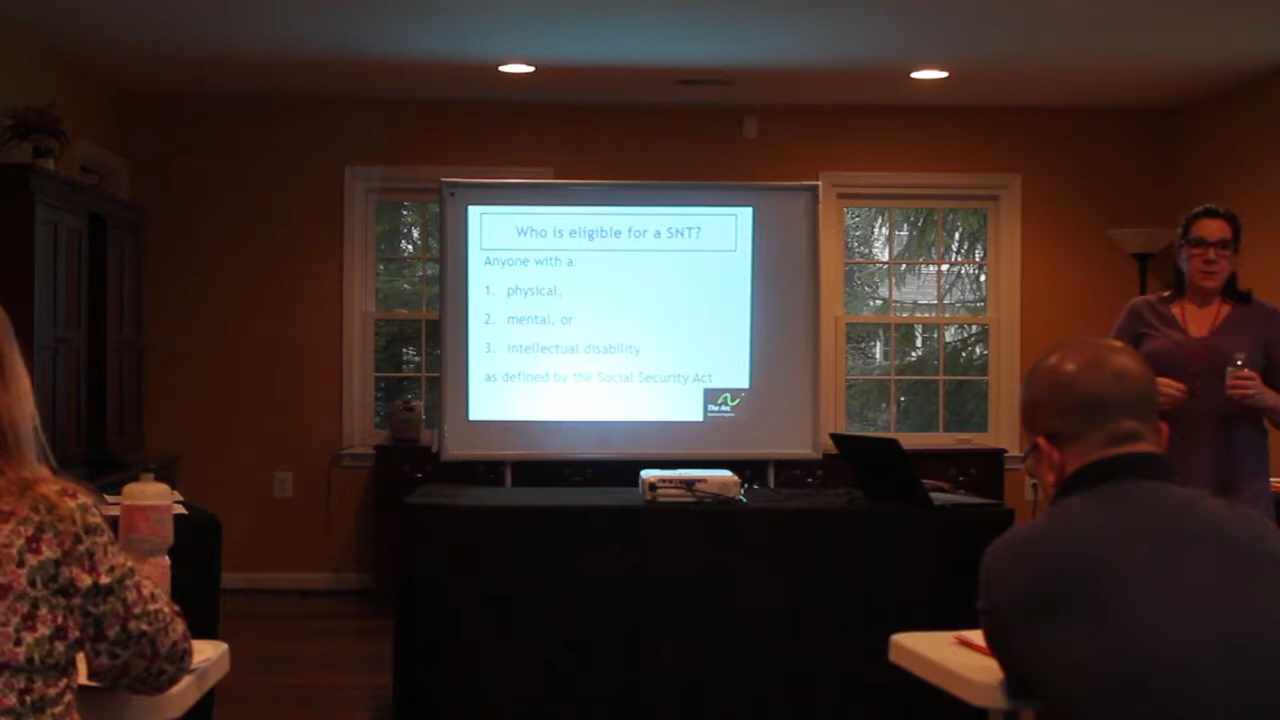 Who is eligible for a SNT?
Anyone with a:
1. physical,
2. mental, or
3. intellectual disability
as defined by the Social Security Act
The Arc